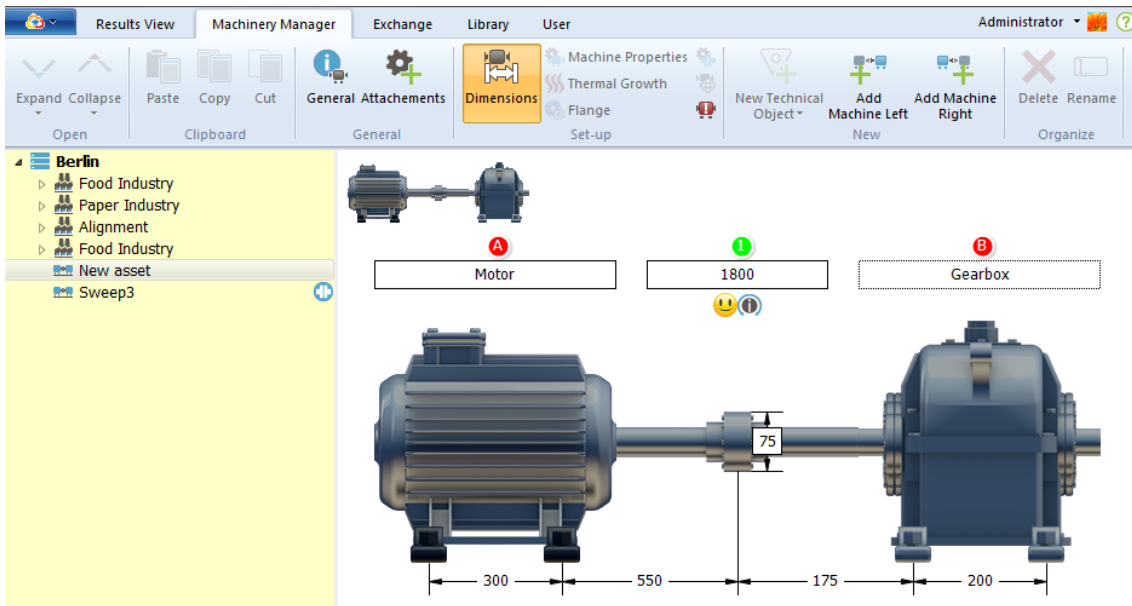 Results View Machinery Manager Exchange Library User Administrator ?
Expand Collapse Paste Copy Cut General Attachements Dimensions Machine Properties Thermal Growth Flange New Technical Object Add Machine Left Add Machine Right Delete Rename
Open Clipboard General Set-up New Organize
Berlin
Food Industry
Paper Industry
Alignment
Food Industry
New asset
Sweep3
A 1 B
Motor 1800 Gearbox
75
300 550 175 200